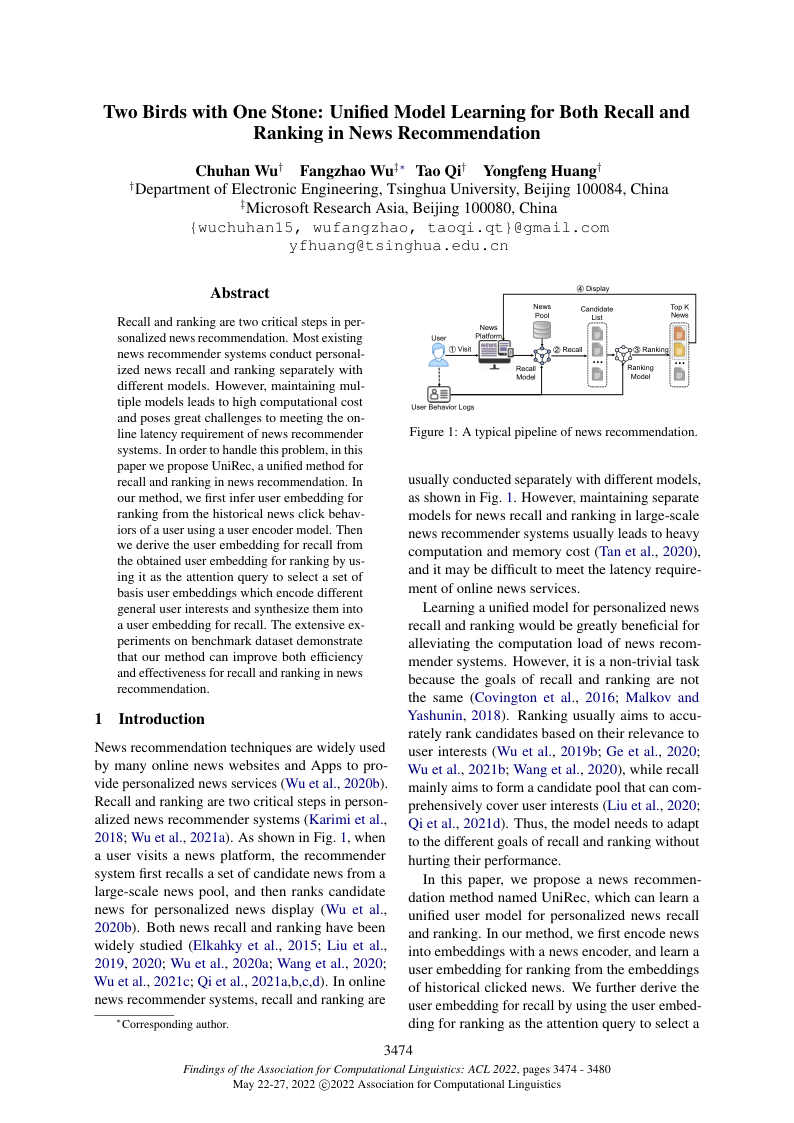 Two Birds with One Stone: Unified Model Learning for Both Recall and
Ranking in News Recommendation
Chuhan Wu† Fangzhao Wu‡* Tao Qi† Yongfeng Huang†
†Department of Electronic Engineering, Tsinghua University, Beijing 100084, China
‡Microsoft Research Asia, Beijing 100080, China
{wuchuhan15, wufangzhao, taoqi.qt}@gmail.com
yfhuang@tsinghua.edu.cn
Abstract
Recall and ranking are two critical steps in per-
sonalized news recommendation. Most existing
news recommender systems conduct personal-
ized news recall and ranking separately with
different models. However, maintaining mul-
tiple models leads to high computational cost
and poses great challenges to meeting the on-
line latency requirement of news recommender
systems. In order to handle this problem, in this
paper we propose UniRec, a unified method for
recall and ranking in news recommendation. In
our method, we first infer user embedding for
ranking from the historical news click behav-
iors of a user using a user encoder model. Then
we derive the user embedding for recall from
the obtained user embedding for ranking by us-
ing it as the attention query to select a set of
basis user embeddings which encode different
general user interests and synthesize them into
a user embedding for recall. The extensive ex-
periments on benchmark dataset demonstrate
that our method can improve both efficiency
and effectiveness for recall and ranking in news
recommendation.
1 Introduction
News recommendation techniques are widely used
by many online news websites and Apps to pro-
vide personalized news services (Wu et al., 2020b).
Recall and ranking are two critical steps in person-
alized news recommender systems (Karimi et al.,
2018; Wu et al., 2021a). As shown in Fig. 1, when
a user visits a news platform, the recommender
system first recalls a set of candidate news from a
large-scale news pool, and then ranks candidate
news for personalized news display (Wu et al.,
2020b). Both news recall and ranking have been
widely studied (Elkahky et al., 2015; Liu et al.,
2019, 2020; Wu et al., 2020a; Wang et al., 2020;
Wu et al., 2021c; Qi et al., 2021a,b,c,d). In online
news recommender systems, recall and ranking are
*Corresponding author.
④ Display
News
Pool
Candidate
List
Top K
News
User
① Visit
News
Platform
NEWS
② Recall
③ Ranking
Recall
Model
Ranking
Model
User Behavior Logs
Figure 1: A typical pipeline of news recommendation.
usually conducted separately with different models,
as shown in Fig. 1. However, maintaining separate
models for news recall and ranking in large-scale
news recommender systems usually leads to heavy
computation and memory cost (Tan et al., 2020),
and it may be difficult to meet the latency require-
ment of online news services.
Learning a unified model for personalized news
recall and ranking would be greatly beneficial for
alleviating the computation load of news recom-
mender systems. However, it is a non-trivial task
because the goals of recall and ranking are not
the same (Covington et al., 2016; Malkov and
Yashunin, 2018). Ranking usually aims to accu-
rately rank candidates based on their relevance to
user interests (Wu et al., 2019b; Ge et al., 2020;
Wu et al., 2021b; Wang et al., 2020), while recall
mainly aims to form a candidate pool that can com-
prehensively cover user interests (Liu et al., 2020;
Qi et al., 2021d). Thus, the model needs to adapt
to the different goals of recall and ranking without
hurting their performance.
In this paper, we propose a news recommen-
dation method named UniRec, which can learn a
unified user model for personalized news recall
and ranking. In our method, we first encode news
into embeddings with a news encoder, and learn a
user embedding for ranking from the embeddings
of historical clicked news. We further derive the
user embedding for recall by using the user embed-
ding for ranking as the attention query to select a
3474
Findings of the Association for Computational Linguistics: ACL 2022, pages 3474 - 3480
May 22-27, 2022 ©2022 Association for Computational Linguistics